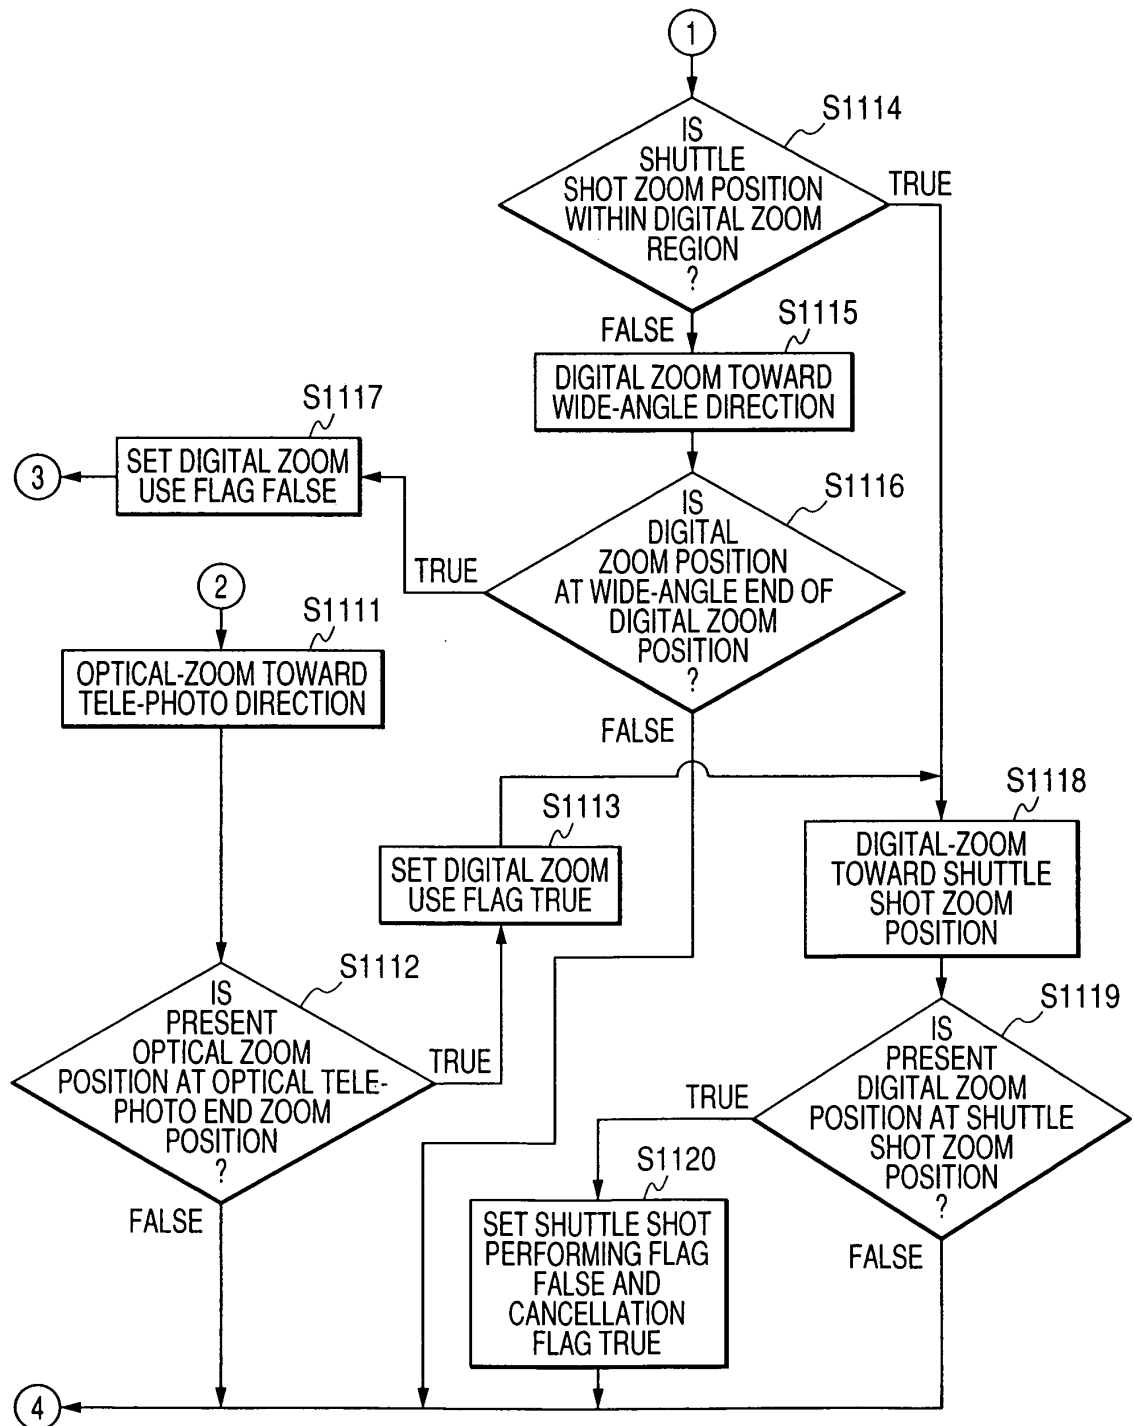 1
S1114
IS
SHUTTLE
SHOT ZOOM POSITION
WITHIN DIGITAL ZOOM
REGION
?
TRUE
FALSE
S1115
DIGITAL ZOOM TOWARD
WIDE-ANGLE DIRECTION
S1117
SET DIGITAL ZOOM
USE FLAG FALSE
3
S1116
IS
DIGITAL
ZOOM POSITION
AT WIDE-ANGLE END OF
DIGITAL ZOOM
POSITION
?
TRUE
FALSE
2
S1111
OPTICAL-ZOOM TOWARD
TELE-PHOTO DIRECTION
S1113
SET DIGITAL ZOOM
USE FLAG TRUE
S1118
DIGITAL-ZOOM
TOWARD SHUTTLE
SHOT ZOOM
POSITION
S1112
IS
PRESENT
OPTICAL ZOOM
POSITION AT OPTICAL TELE-
PHOTO END ZOOM
POSITION
?
TRUE
FALSE
S1119
IS
PRESENT
DIGITAL ZOOM
POSITION AT SHUTTLE
SHOT ZOOM
POSITION
?
TRUE
FALSE
S1120
SET SHUTTLE SHOT
PERFORMING FLAG
FALSE AND
CANCELLATION
FLAG TRUE
4